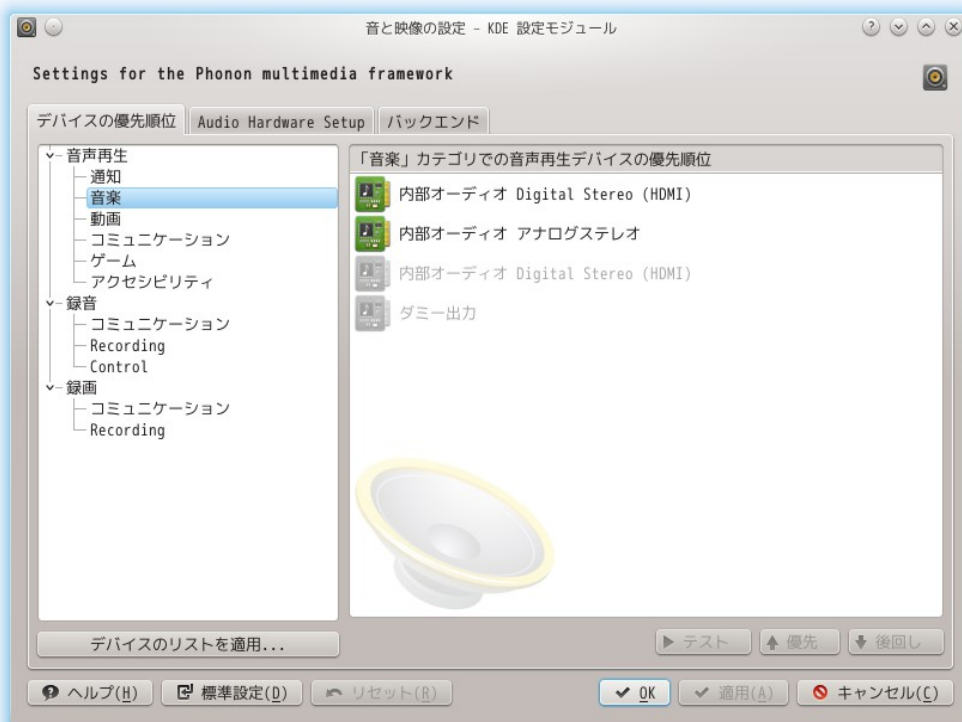 音と映像の設定 – KDE 設定モジュール
Settings for the Phonon multimedia framework
デバイスの優先順位 Audio Hardware Setup バックエンド
音声再生
通知
音楽
動画
コミュニケーション
ゲーム
アクセシビリティ
録音
コミュニケーション
Recording
Control
録画
コミュニケーション
Recording
「音楽」カテゴリでの音声再生デバイスの優先順位
内部オーディオ Digital Stereo (HDMI)
内部オーディオ アナログステレオ
内部オーディオ Digital Stereo (HDMI)
ダミー出力
デバイスのリストを適用... テスト 優先 後回し
ヘルプ(H) 標準設定(D) リセット(R) OK 適用(A) キャンセル(C)